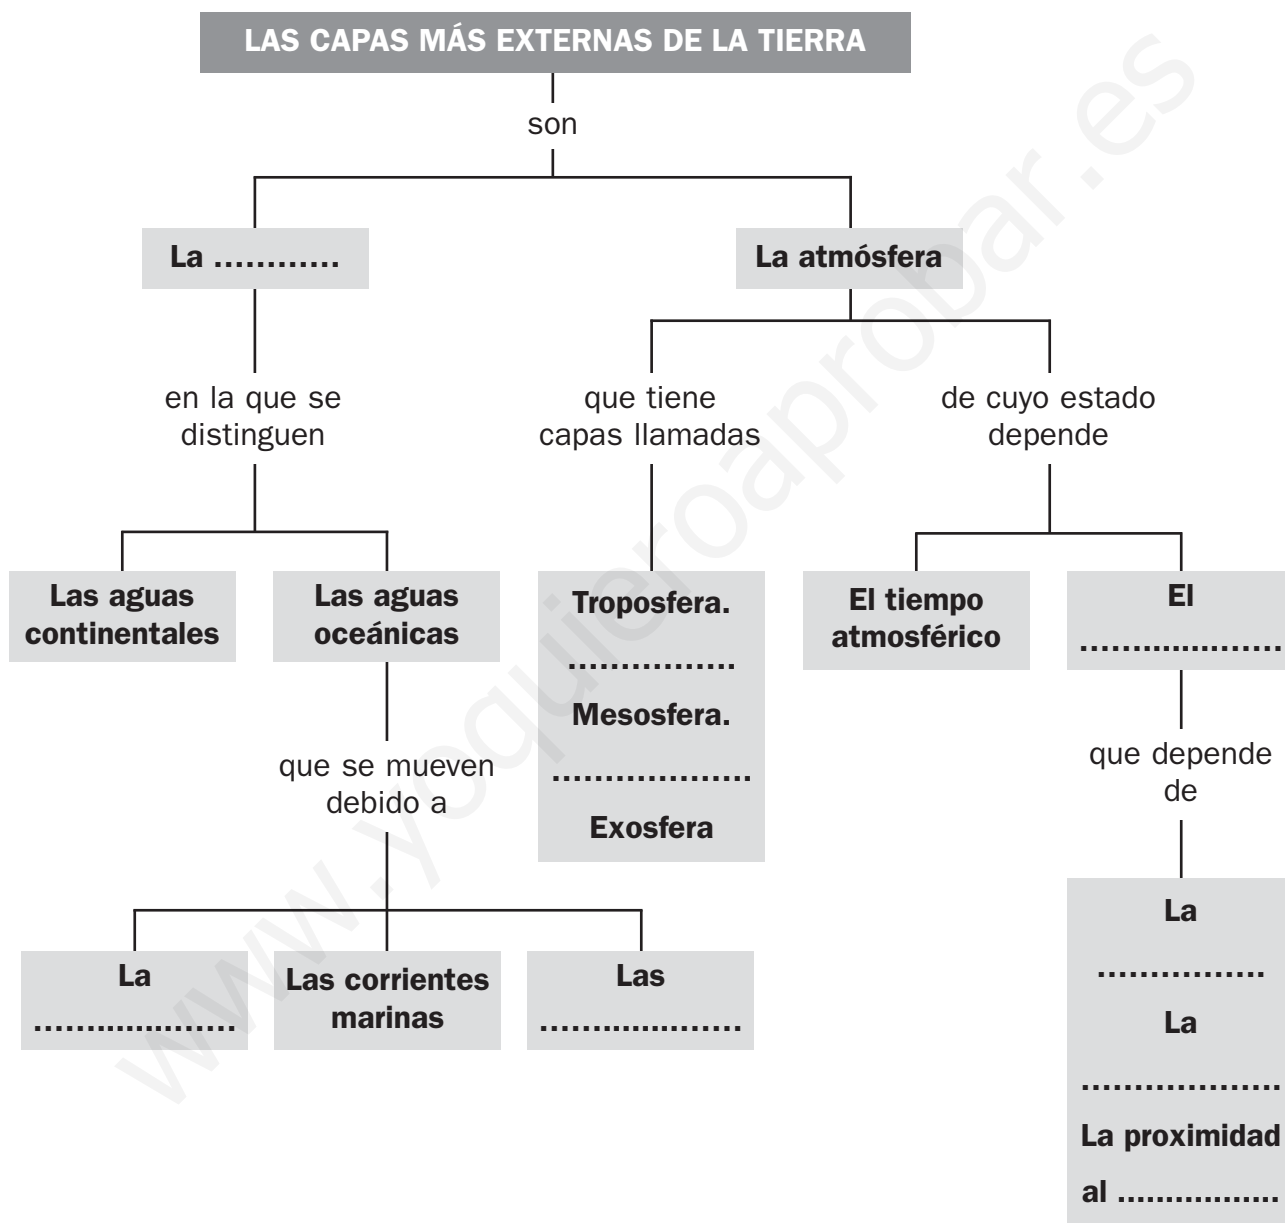 LAS CAPAS MÁS EXTERNAS DE LA TIERRA
son
La ............
La atmósfera
en la que se
distinguen
que tiene
capas llamadas
de cuyo estado
depende
Las aguas
continentales
Las aguas
oceánicas
Troposfera.
................
Mesosfera.
...................
Exosfera
El tiempo
atmosférico
El
...................
que se mueven
debido a
que depende
de
La
...................
Las corrientes
marinas
Las
...................
La
................
La
...................
La proximidad
al ................
www.yoquieroaprobar.es